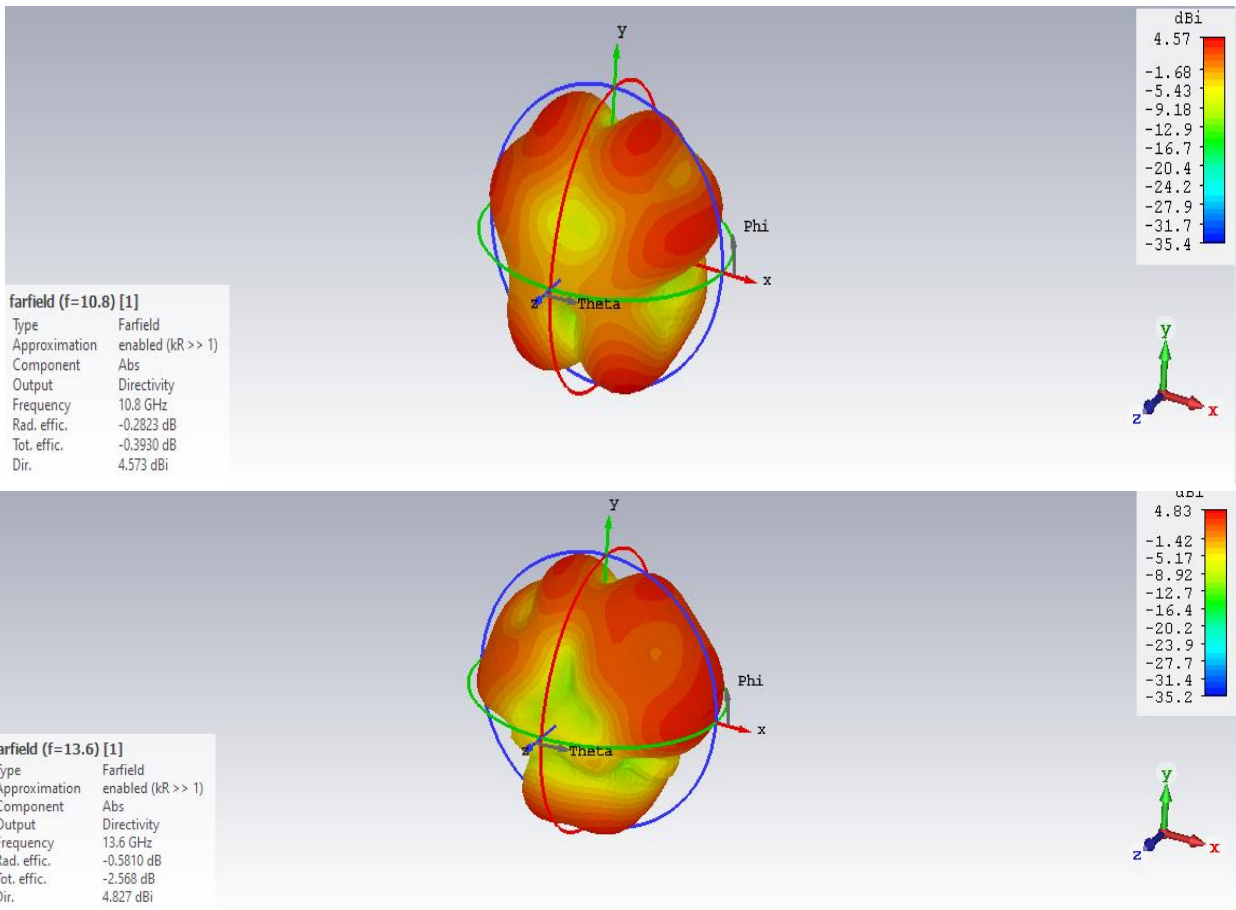 y
dBi
4.57
-1.68
-5.43
-9.18
-12.9
-16.7
-20.4
-24.2
-27.9
-31.7
-35.4
Phi
x
z Theta
farfield (f=10.8) [1]
Type Farfield
Approximation enabled (kR >> 1)
Component Abs
Output Directivity
Frequency 10.8 GHz
Rad. effic. -0.2823 dB
Tot. effic. -0.3930 dB
Dir. 4.573 dBi
y
z x
y
dBi
4.83
-1.42
-5.17
-8.92
-12.7
-16.4
-20.2
-23.9
-27.7
-31.4
-35.2
Phi
x
z Theta
arfield (f=13.6) [1]
Type Farfield
Approximation enabled (kR >> 1)
Component Abs
Output Directivity
Frequency 13.6 GHz
Rad. effic. -0.5810 dB
Tot. effic. -2.568 dB
Dir. 4.827 dBi
y
z x